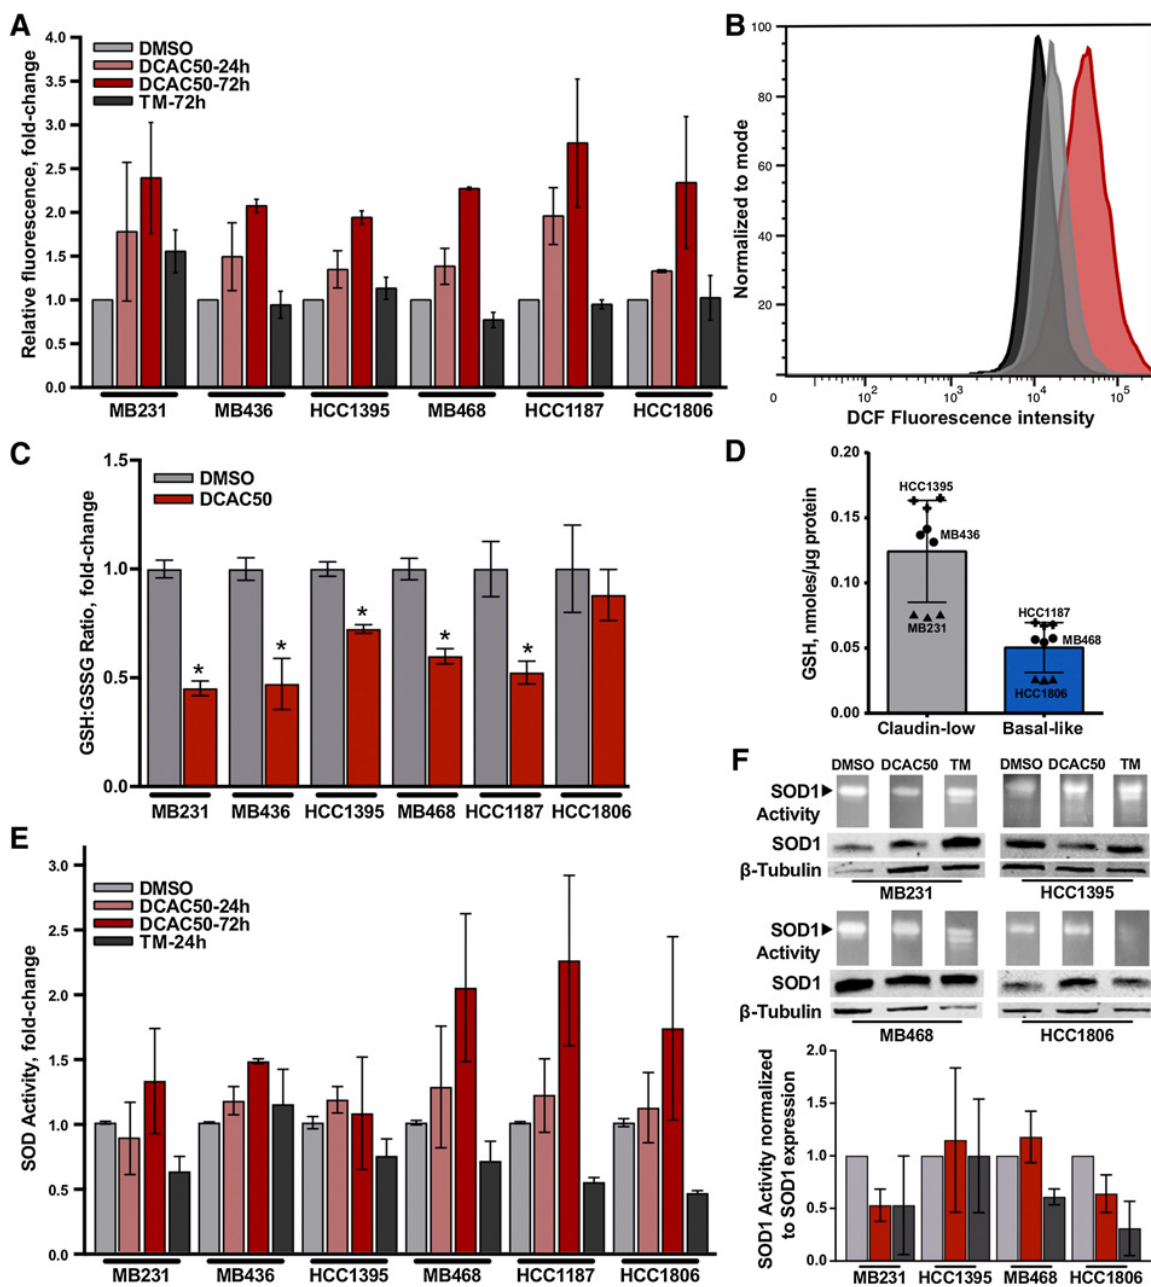 A
Relative fluorescence, fold-change
4.0
3.5
3.0
2.5
2.0
1.5
1.0
0.5
0.0
DMSO
DCAC50-24h
DCAC50-72h
TM-72h
MB231 MB436 HCC1395 MB468 HCC1187 HCC1806
B
Normalized to mode
100
80
60
40
20
0 10² 10³ 10⁴ 10⁵
DCF Fluorescence intensity
C
GSH:GSSG Ratio, fold-change
1.5
1.0
0.5
0.0
DMSO
DCAC50
* * * * *
MB231 MB436 HCC1395 MB468 HCC1187 HCC1806
D
GSH, nmoles/µg protein
0.20
0.15
0.10
0.05
0.00
HCC1395
MB436
MB231
HCC1187
MB468
HCC1806
Claudin-low Basal-like
E
SOD Activity, fold-change
3.0
2.5
2.0
1.5
1.0
0.5
0.0
DMSO
DCAC50-24h
DCAC50-72h
TM-24h
MB231 MB436 HCC1395 MB468 HCC1187 HCC1806
F
DMSO DCAC50 TM DMSO DCAC50 TM
SOD1
Activity
SOD1
β-Tubulin
MB231 HCC1395
SOD1
Activity
SOD1
β-Tubulin
MB468 HCC1806
SOD1 Activity normalized
to SOD1 expression
2.0
1.5
1.0
0.5
0.0
MB231 HCC1395 MB468 HCC1806